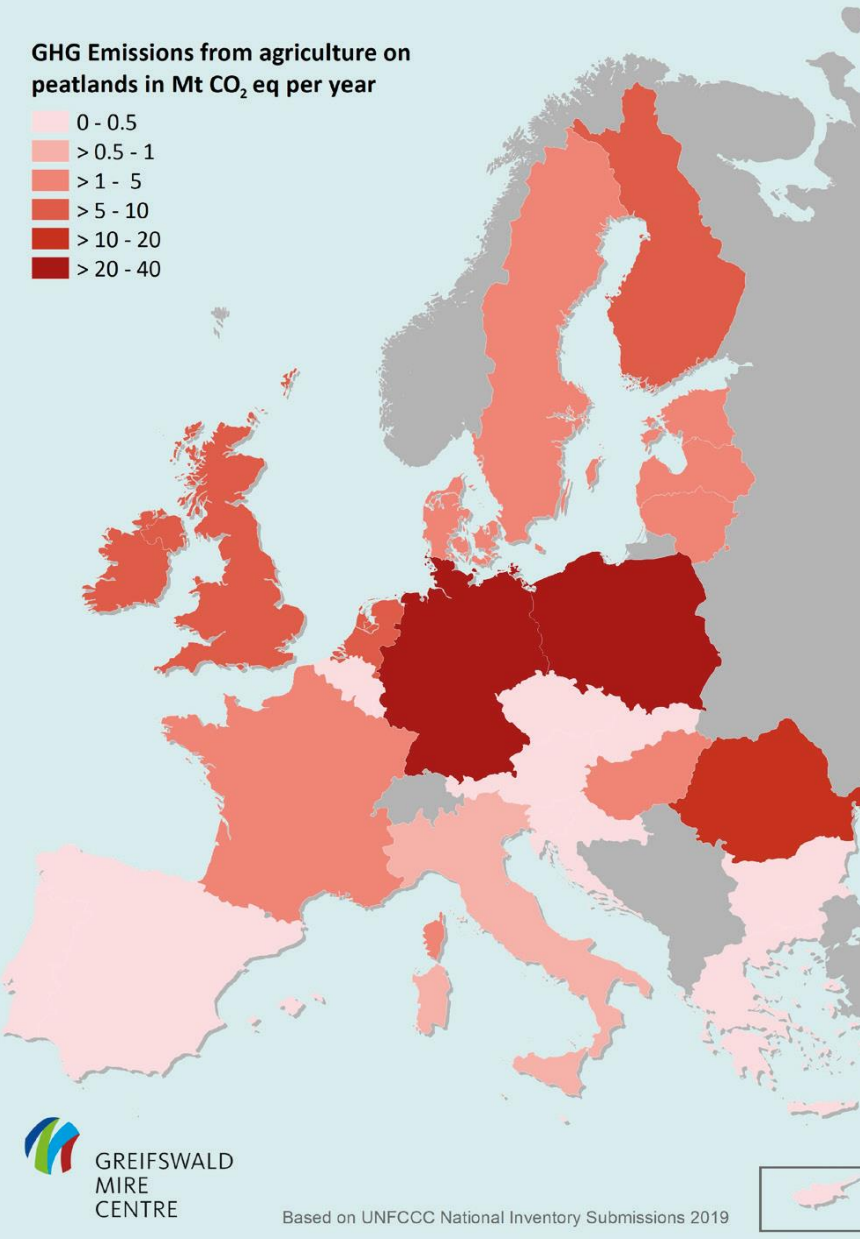 GHG Emissions from agriculture on
peatlands in Mt CO₂ eq per year
0 - 0.5
> 0.5 - 1
> 1 - 5
> 5 - 10
> 10 - 20
> 20 - 40
GREIFSWALD
MIRE
CENTRE
Based on UNFCCC National Inventory Submissions 2019